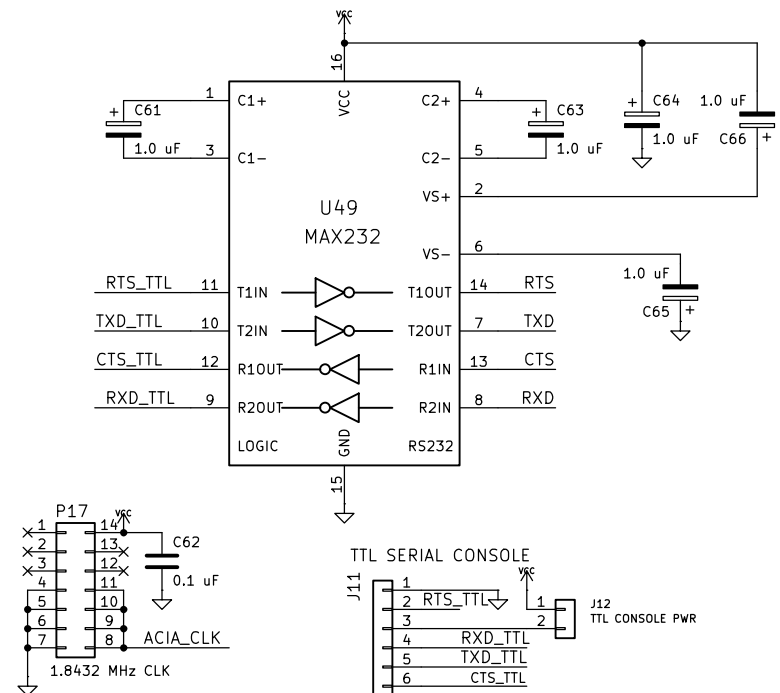 VCC
16
VCC
1
C1+
C61
+
1.0 uF
3
C1-
C2+
4
C63
+
1.0 uF
C2-
5
C64
+
1.0 uF
1.0 uF
C66
+
VS+
2
U49
MAX232
VS-
6
1.0 uF
C65
+
RTS_TTL
11
T1IN
T1OUT
14
RTS
TXD_TTL
10
T2IN
T2OUT
7
TXD
CTS_TTL
12
R1OUT
R1IN
13
CTS
RXD_TTL
9
R2OUT
R2IN
8
RXD
LOGIC
GND
RS232
15
P17
VCC
1
14
2
13
3
12
4
11
5
10
6
9
7
8
C62
0.1 uF
ACIA_CLK
1.8432 MHz CLK
TTL SERIAL CONSOLE
J11
VCC
1
2
RTS_TTL
3
4
RXD_TTL
5
TXD_TTL
6
CTS_TTL
1
2
J12
TTL CONSOLE PWR